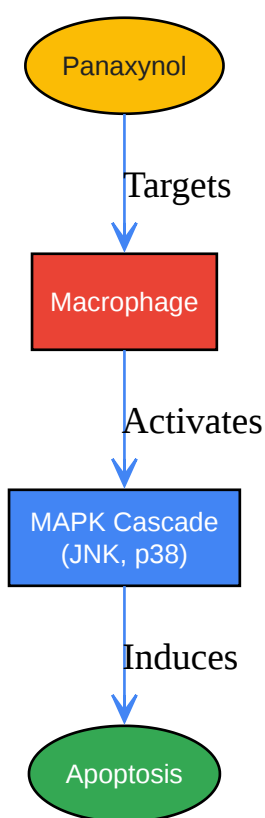 Panaxynol
Targets
Macrophage
Activates
MAPK Cascade
(JNK, p38)
Induces
Apoptosis